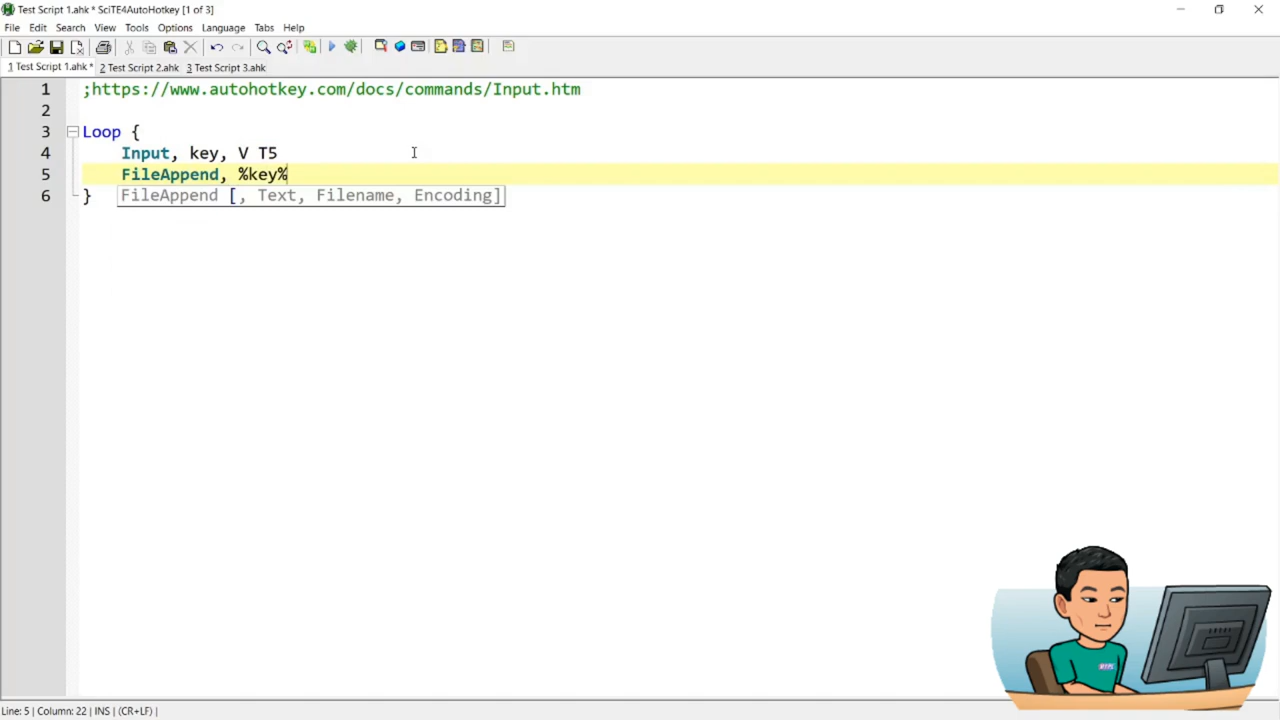 Test Script 1.ahk * SciTE4AutoHotkey [1 of 3]
File Edit Search View Tools Options Language Tabs Help
1 Test Script 1.ahk * 2 Test Script 2.ahk 3 Test Script 3.ahk
1 ;https://www.autohotkey.com/docs/commands/Input.htm
2
3 Loop {
4 Input, key, V T5
5 FileAppend, %key%
6 } FileAppend [, Text, Filename, Encoding]
Line: 5 | Column: 22 | INS | (CR+LF) |